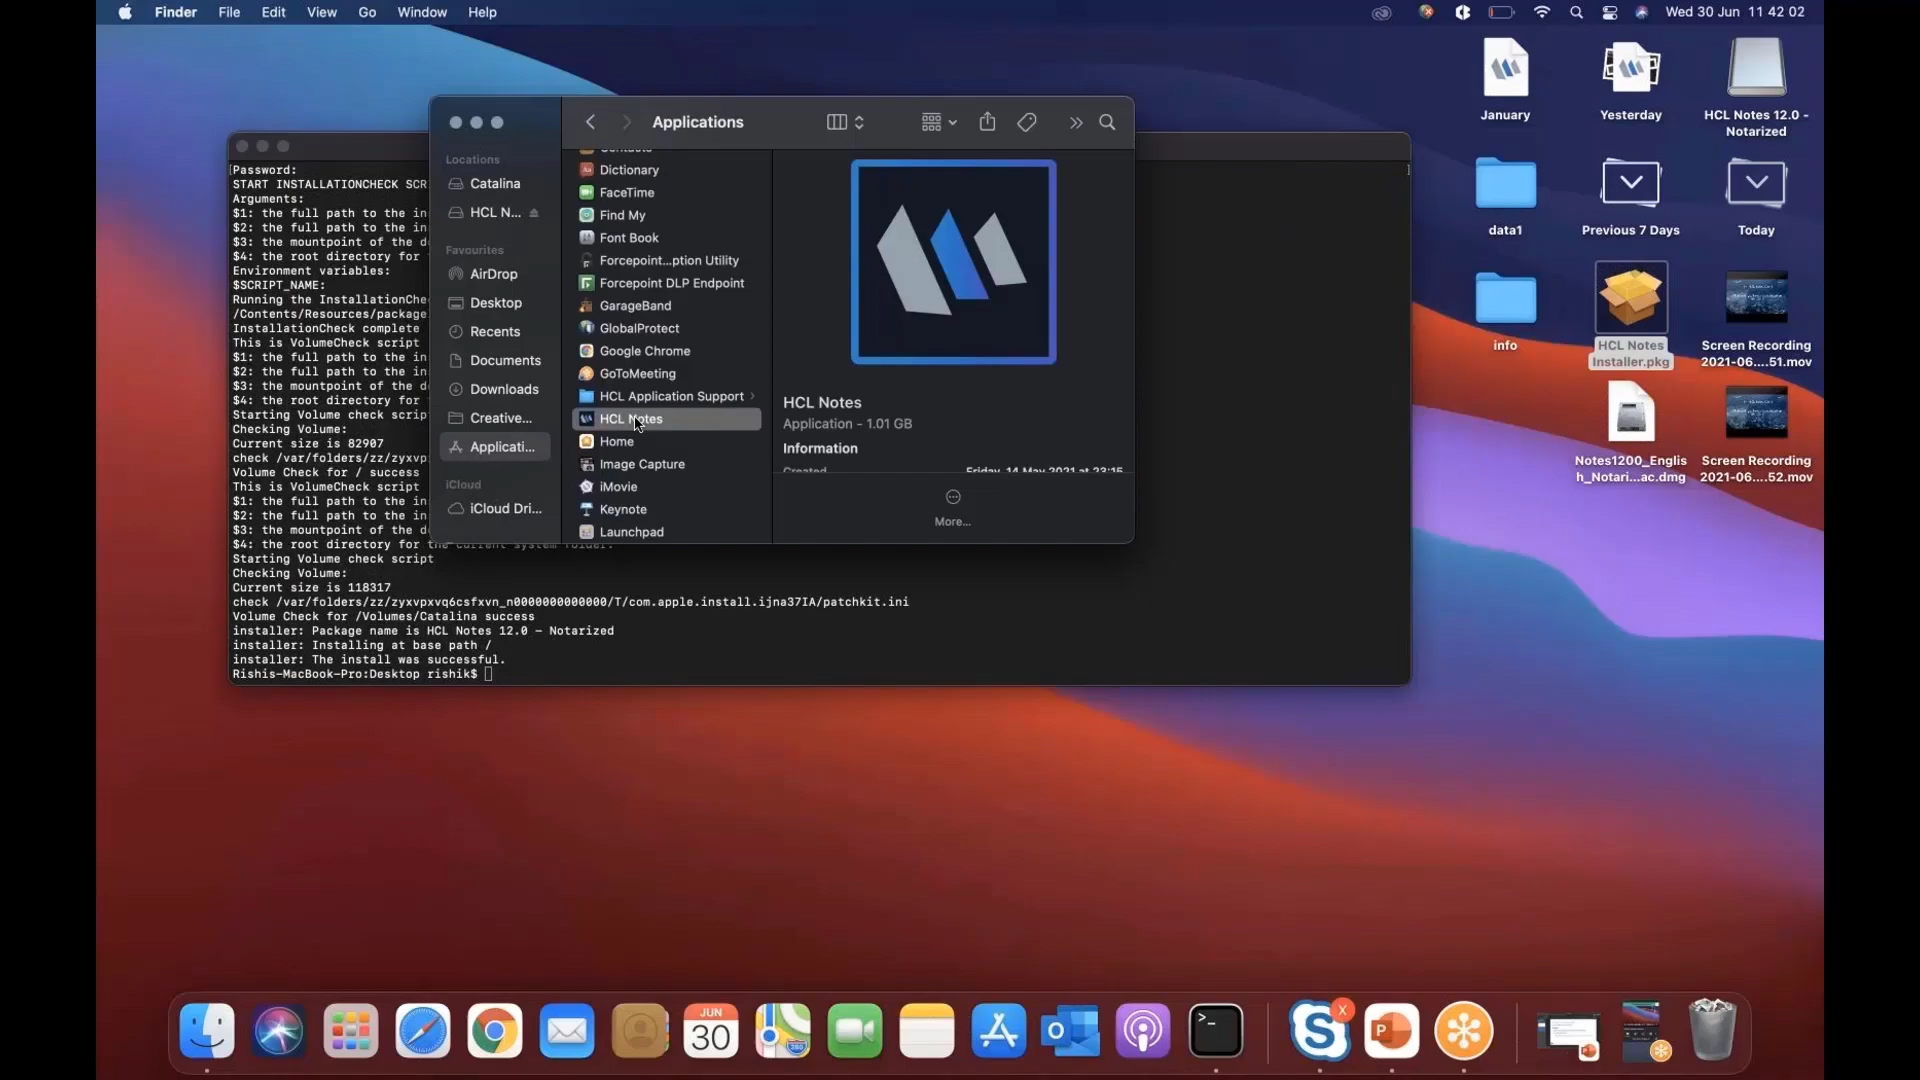 Finder File Edit View Go Window Help
Wed 30 Jun 11 42 02
Applications
Locations
Catalina
HCL N...
Favourites
AirDrop
Desktop
Recents
Documents
Downloads
Creative...
Applicati...
iCloud
iCloud Dri...
Dictionary
FaceTime
Find My
Font Book
Forcepoint...ption Utility
Forcepoint DLP Endpoint
GarageBand
GlobalProtect
Google Chrome
GoToMeeting
HCL Application Support
HCL Notes
Home
Image Capture
iMovie
Keynote
Launchpad
HCL Notes
Application - 1.01 GB
Information
Created Friday, 14 May 2021 at 23:15
More...
Password:
START INSTALLATIONCHECK SCR
Arguments:
$1: the full path to the in
$2: the full path to the in
$3: the mountpoint of the d
$4: the root directory for
Environment variables:
$SCRIPT_NAME:
Running the InstallationChe
/Contents/Resources/package
InstallationCheck complete
This is VolumeCheck script
$1: the full path to the in
$2: the full path to the in
$3: the mountpoint of the d
$4: the root directory for
Starting Volume check scrip
Checking Volume:
Current size is 82907
check /var/folders/zz/zyxvp
Volume Check for / success
This is VolumeCheck script
$1: the full path to the in
$2: the full path to the in
$3: the mountpoint of the d
$4: the root directory for the current system folder.
Starting Volume check script
Checking Volume:
Current size is 118317
check /var/folders/zz/zyxvpxvq6csfxvn_n0000000000000/T/com.apple.install.ijna37IA/patchkit.ini
Volume Check for /Volumes/Catalina success
installer: Package name is HCL Notes 12.0 – Notarized
installer: Installing at base path /
installer: The install was successful.
Rishis-MacBook-Pro:Desktop rishik$
January
Yesterday
HCL Notes 12.0 -
Notarized
data1
Previous 7 Days
Today
info
HCL Notes
Installer.pkg
Screen Recording
2021-06....51.mov
Notes1200_Englis
h_Notari...ac.dmg
Screen Recording
2021-06....52.mov
JUN
30